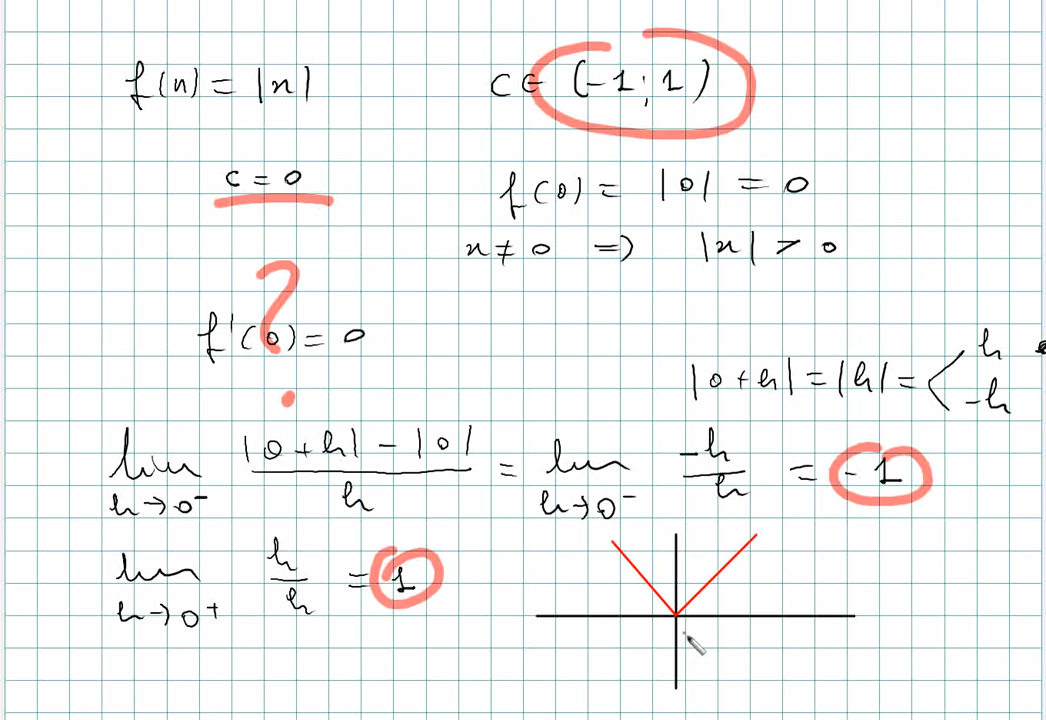 f(x) = |x|    c ∈ (-1; 1)
c = 0    f(0) = |0| = 0
x ≠ 0 => |x| > 0
?
f'(0) = 0
|0+h| = |h| = < h
-h
lim |0+h| - |0| / h = lim -h / h = -1
h→0⁻    h→0⁻
lim h / h = 1
h→0+